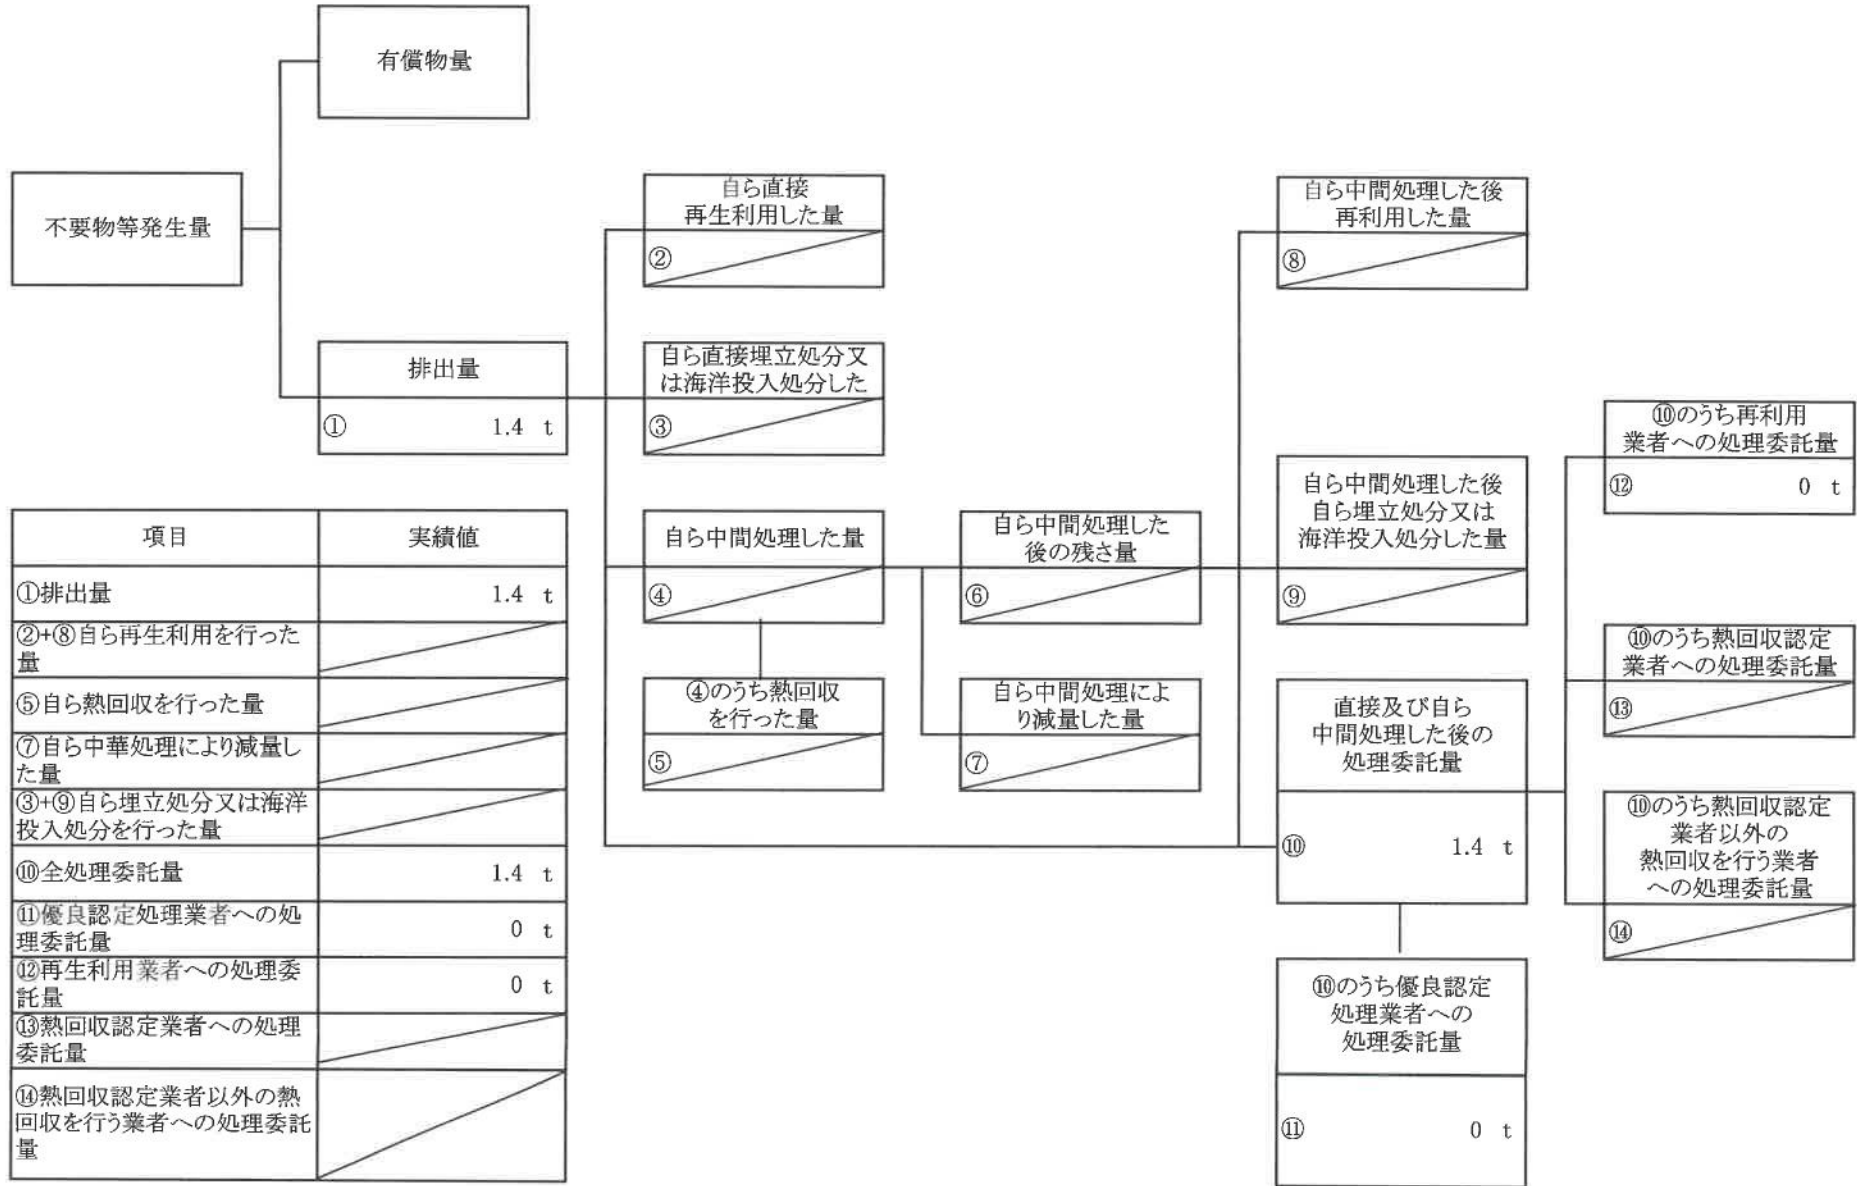 有償物量
不要物等発生量
排出量
① 1.4 t
自ら直接
再生利用した量
②
自ら直接埋立処分又
は海洋投入処分した
③
自ら中間処理した量
④
④のうち熱回収
を行った量
⑤
自ら中間処理した
後の残さ量
⑥
自ら中間処理によ
り減量した量
⑦
自ら中間処理した後
再利用した量
⑧
自ら中間処理した後
自ら埋立処分又は
海洋投入処分した量
⑨
直接及び自ら
中間処理した後の
処理委託量
⑩ 1.4 t
⑩のうち優良認定
処理業者への
処理委託量
⑪ 0 t
⑩のうち再利用
業者への処理委託量
⑫ 0 t
⑩のうち熱回収認定
業者への処理委託量
⑬
⑩のうち熱回収認定
業者以外の
熱回収を行う業者
への処理委託量
⑭
項目 実績値
①排出量 1.4 t
②+⑧自ら再生利用を行った
量
⑤自ら熱回収を行った量
⑦自ら中華処理により減量し
た量
③+⑨自ら埋立処分又は海洋
投入処分を行った量
⑩全処理委託量 1.4 t
⑪優良認定処理業者への処
理委託量 0 t
⑫再生利用業者への処理委
託量 0 t
⑬熱回収認定業者への処理
委託量
⑭熱回収認定業者以外の熱
回収を行う業者への処理委託
量